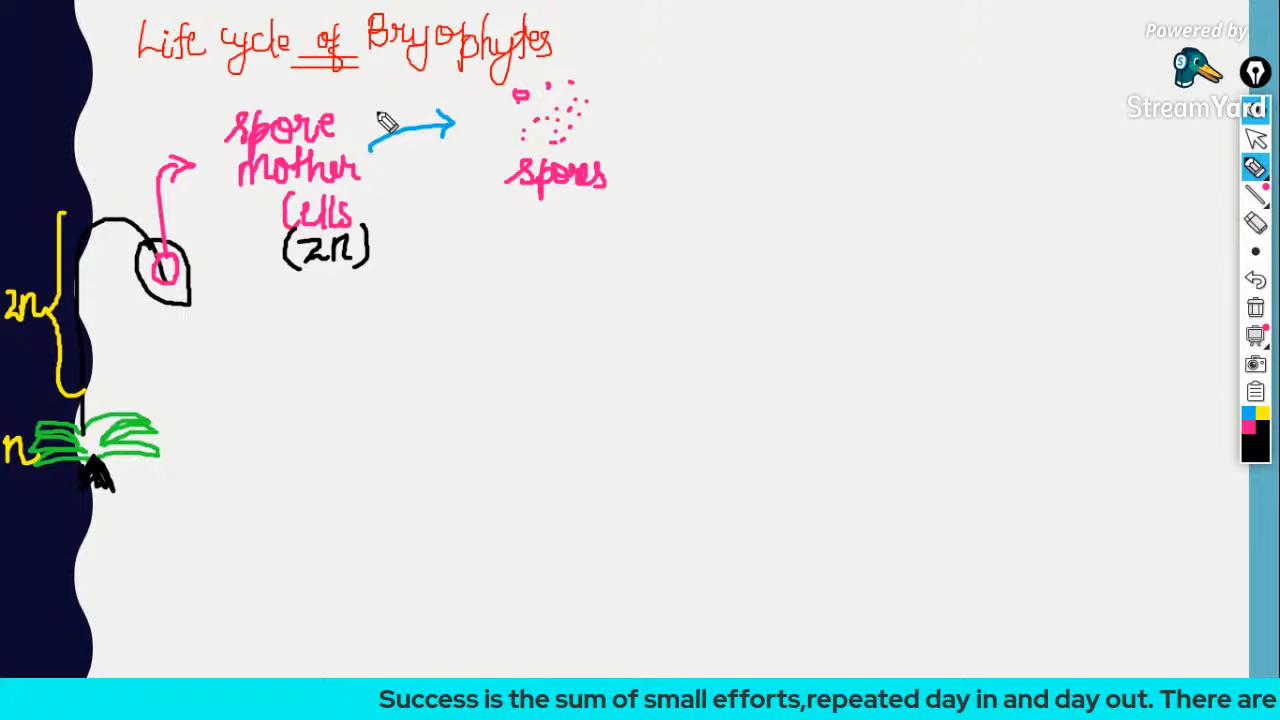 Life cycle of Bryophytes
Powered by
StreamYard
spore
mother
cells
(2n)
spores
2n
n
Success is the sum of small efforts,repeated day in and day out. There are